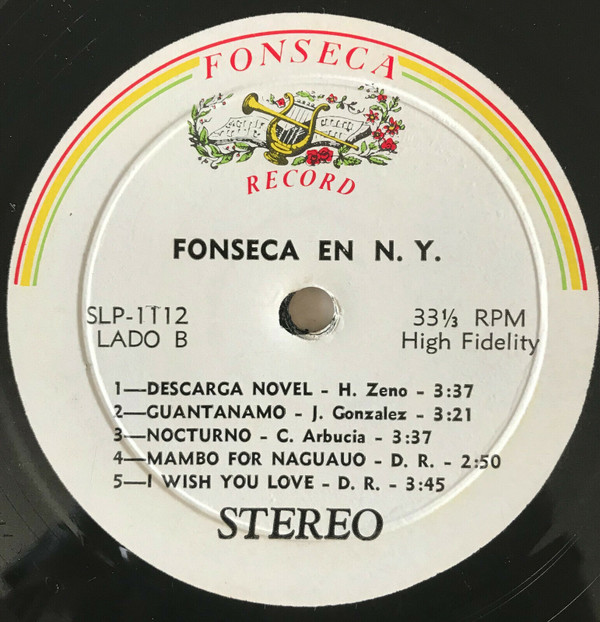 FONSECA
RECORD
FONSECA EN N. Y.
SLP-1112
LADO B
33⅓ RPM
High Fidelity
1—DESCARGA NOVEL - H. Zeno - 3:37
2—GUANTANAMO - J. Gonzalez - 3:21
3—NOCTURNO - C. Arbucia - 3:37
4—MAMBO FOR NAGUAUO - D. R. - 2:50
5—I WISH YOU LOVE - D. R. - 3:45
STEREO